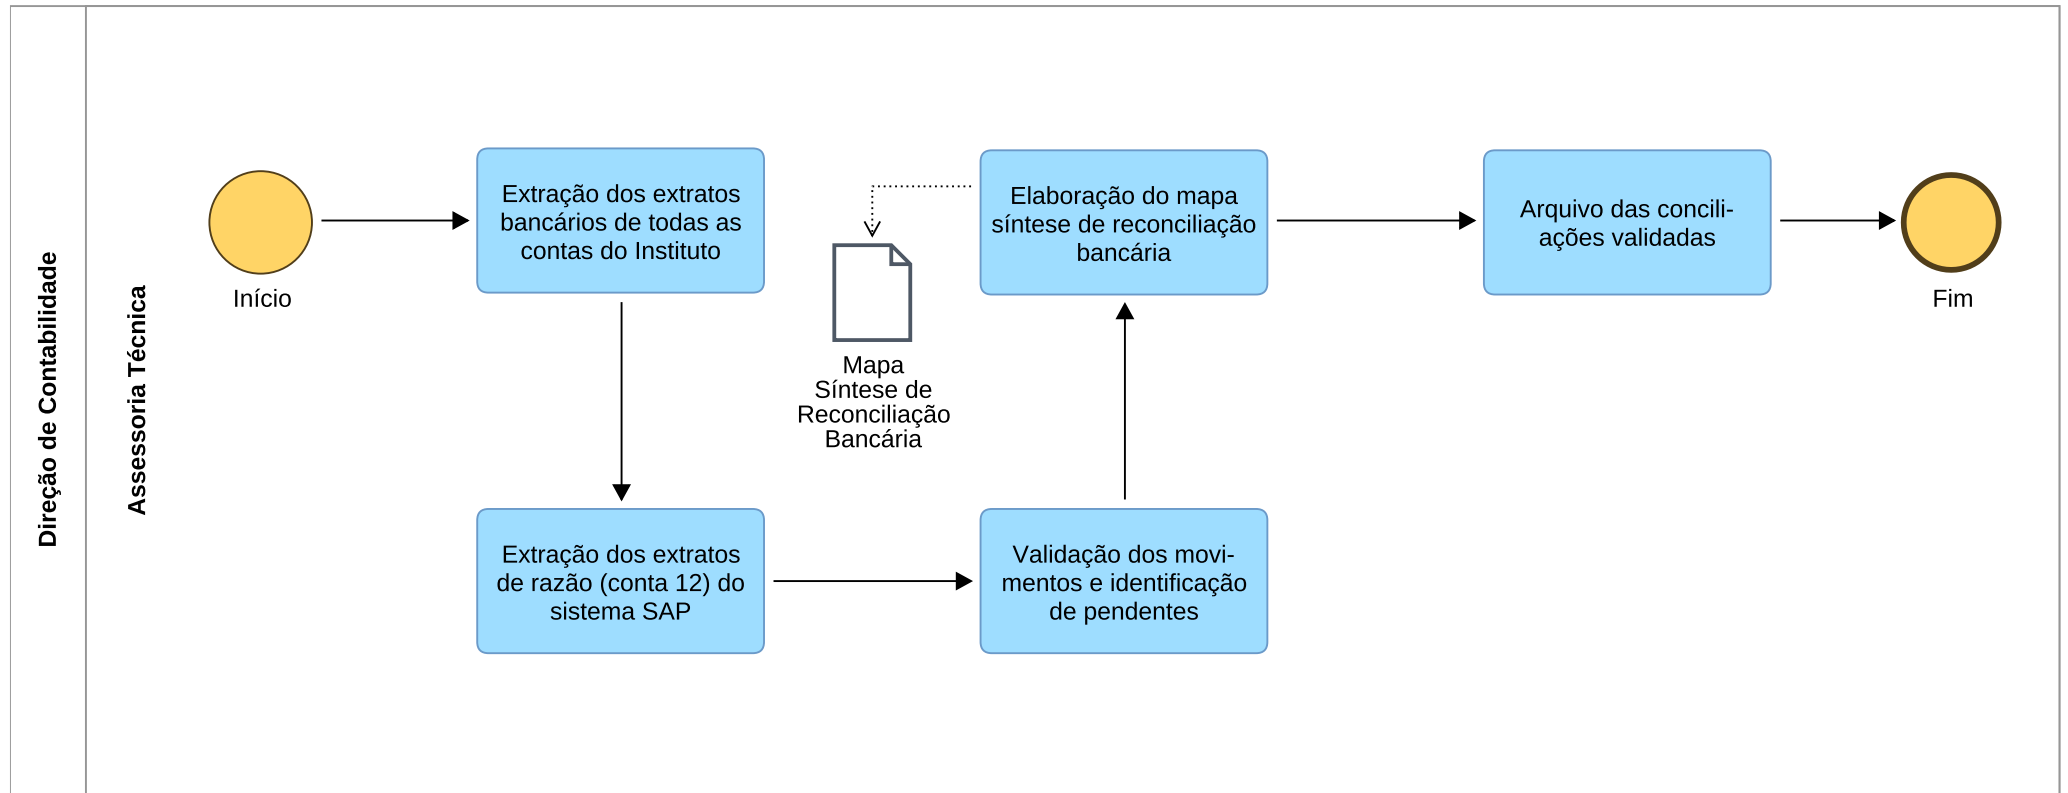 Direção de Contabilidade
Assessoria Técnica
Início
Extração dos extratos
bancários de todas as
contas do Instituto
Extração dos extratos
de razão (conta 12) do
sistema SAP
Validação dos movi-
mentos e identificação
de pendentes
Elaboração do mapa
síntese de reconciliação
bancária
Mapa
Síntese de
Reconciliação
Bancária
Arquivo das concili-
ações validadas
Fim